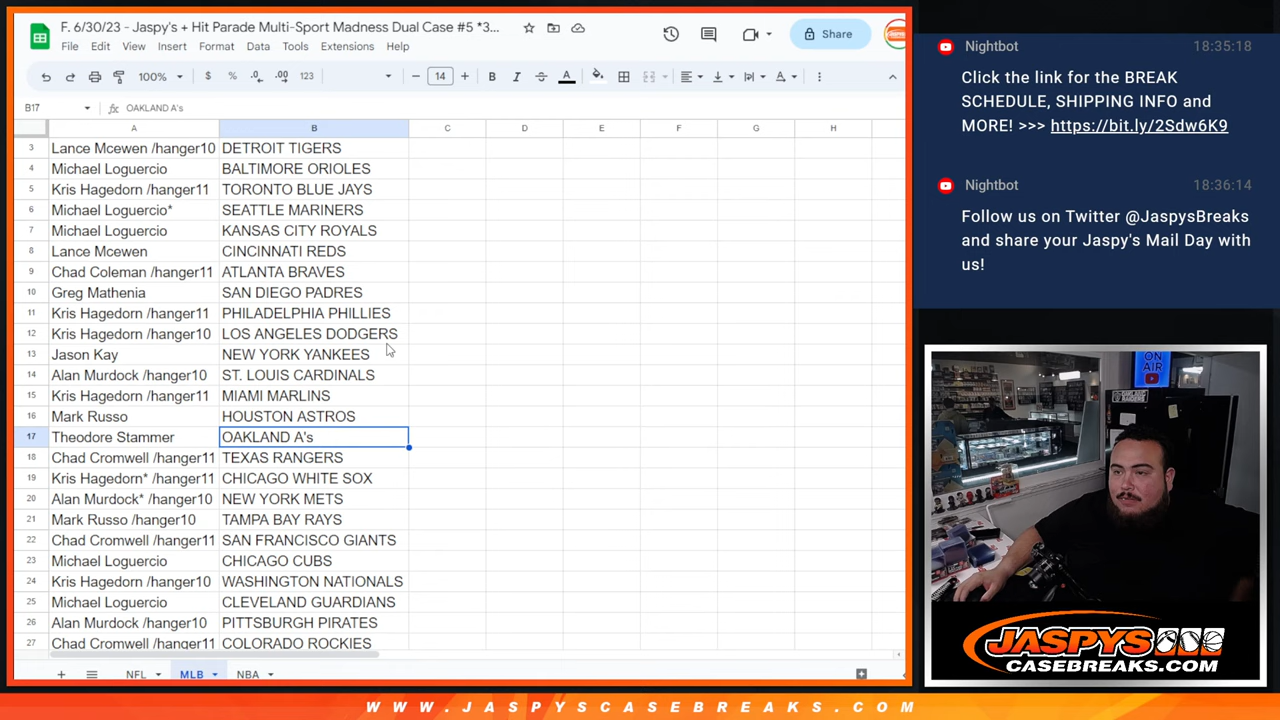 F. 6/30/23 - Jaspy's + Hit Parade Multi-Sport Madness Dual Case #5 *3...
File Edit View Insert Format Data Tools Extensions Help
Share
100% $ % .0 .00 123 14 B I A
B17 fx OAKLAND A's
A B C D E F G H
3 Lance Mcewen /hanger10 DETROIT TIGERS
4 Michael Loguercio BALTIMORE ORIOLES
5 Kris Hagedorn /hanger11 TORONTO BLUE JAYS
6 Michael Loguercio* SEATTLE MARINERS
7 Michael Loguercio KANSAS CITY ROYALS
8 Lance Mcewen CINCINNATI REDS
9 Chad Coleman /hanger11 ATLANTA BRAVES
10 Greg Mathenia SAN DIEGO PADRES
11 Kris Hagedorn /hanger11 PHILADELPHIA PHILLIES
12 Kris Hagedorn /hanger10 LOS ANGELES DODGERS
13 Jason Kay NEW YORK YANKEES
14 Alan Murdock /hanger10 ST. LOUIS CARDINALS
15 Kris Hagedorn /hanger11 MIAMI MARLINS
16 Mark Russo HOUSTON ASTROS
17 Theodore Stammer OAKLAND A's
18 Chad Cromwell /hanger11 TEXAS RANGERS
19 Kris Hagedorn* /hanger11 CHICAGO WHITE SOX
20 Alan Murdock* /hanger10 NEW YORK METS
21 Mark Russo /hanger10 TAMPA BAY RAYS
22 Chad Cromwell /hanger11 SAN FRANCISCO GIANTS
23 Michael Loguercio CHICAGO CUBS
24 Kris Hagedorn /hanger10 WASHINGTON NATIONALS
25 Michael Loguercio CLEVELAND GUARDIANS
26 Alan Murdock /hanger10 PITTSBURGH PIRATES
27 Chad Cromwell /hanger11 COLORADO ROCKIES
NFL MLB NBA
Nightbot 18:35:18
Click the link for the BREAK
SCHEDULE, SHIPPING INFO and
MORE! >>> https://bit.ly/2Sdw6K9
Nightbot 18:36:14
Follow us on Twitter @JaspysBreaks
and share your Jaspy's Mail Day with
us!
ON
AIR
JASPYS
CASEBREAKS.COM
WWW.JASPYSCASEBREAKS.COM